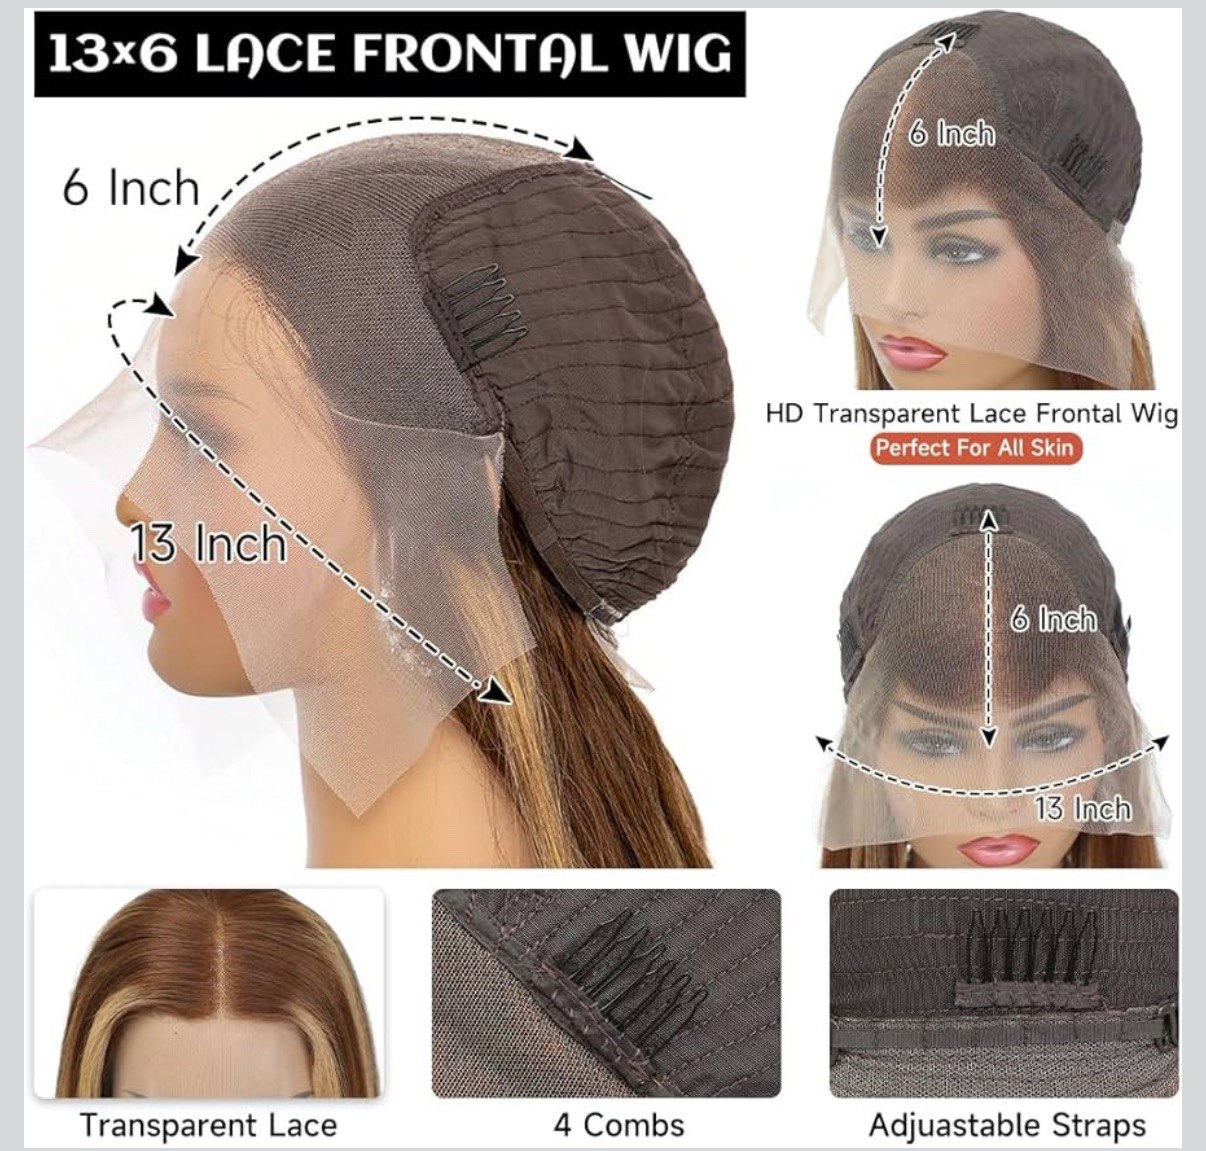 13×6 LACE FRONTAL WIG
6 Inch
13 Inch
6 Inch
HD Transparent Lace Frontal Wig
Perfect For All Skin
6 Inch
13 Inch
Transparent Lace
4 Combs
Adjuastable Straps